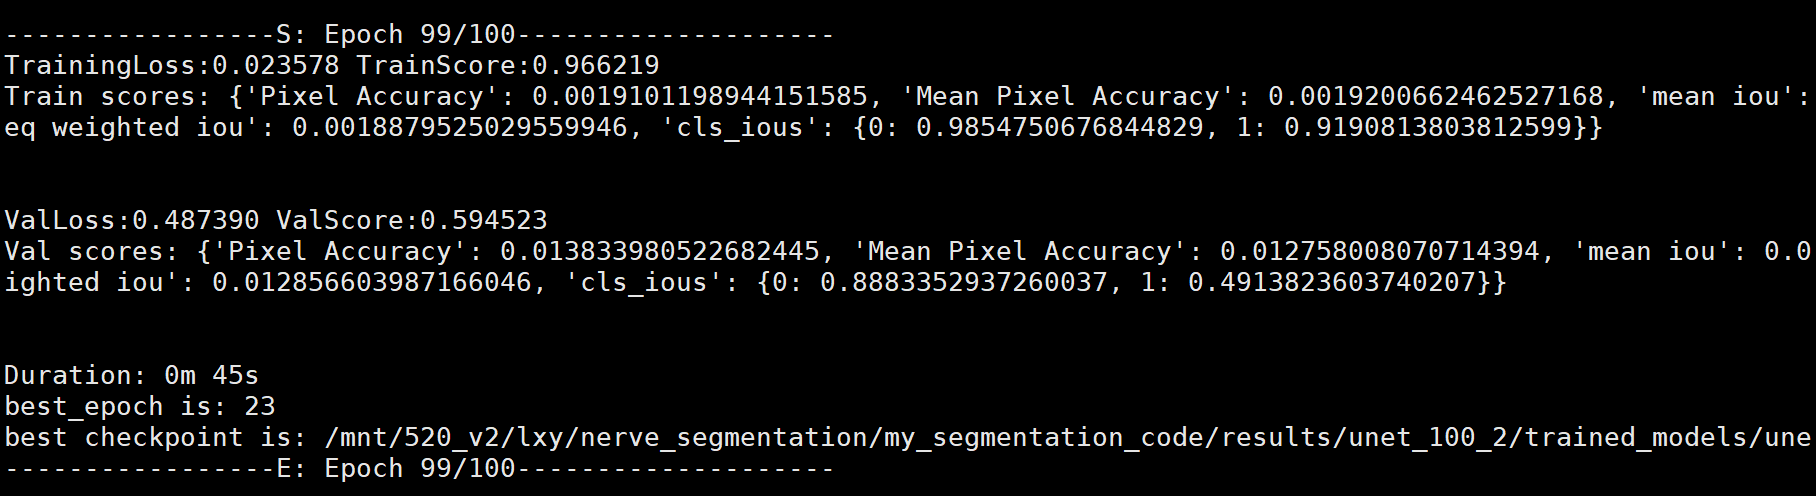 -----------------S: Epoch 99/100--------------------
TrainingLoss:0.023578 TrainScore:0.966219
Train scores: {'Pixel Accuracy': 0.0019101198944151585, 'Mean Pixel Accuracy': 0.0019200662462527168, 'mean iou':
eq weighted iou': 0.0018879525029559946, 'cls_ious': {0: 0.9854750676844829, 1: 0.9190813803812599}}
ValLoss:0.487390 ValScore:0.594523
Val scores: {'Pixel Accuracy': 0.013833980522682445, 'Mean Pixel Accuracy': 0.012758008070714394, 'mean iou': 0.0
ighted iou': 0.012856603987166046, 'cls_ious': {0: 0.8883352937260037, 1: 0.4913823603740207}}
Duration: 0m 45s
best_epoch is: 23
best checkpoint is: /mnt/520_v2/lxy/nerve_segmentation/my_segmentation_code/results/unet_100_2/trained_models/une
-----------------E: Epoch 99/100--------------------